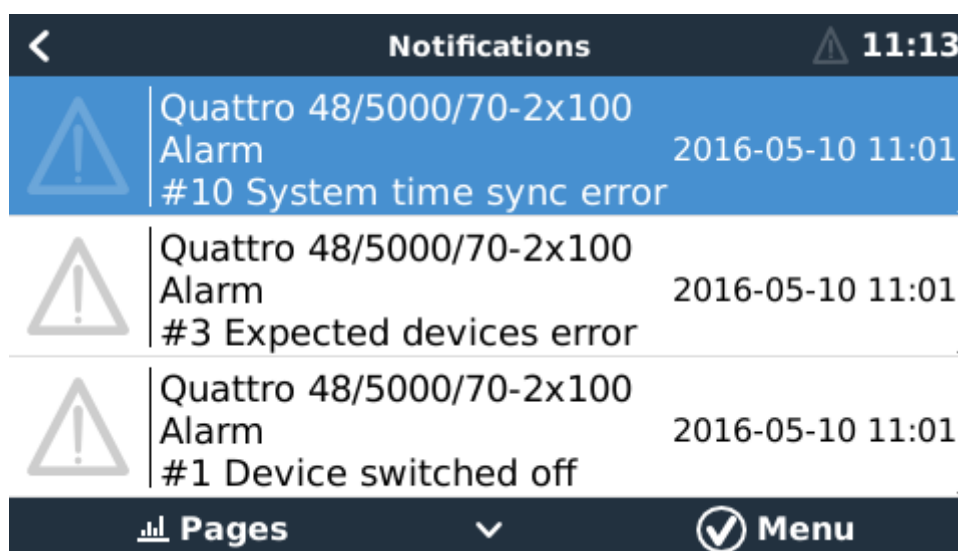 Notifications
11:13
Quattro 48/5000/70-2x100
Alarm
2016-05-10 11:01
#10 System time sync error
Quattro 48/5000/70-2x100
Alarm
2016-05-10 11:01
#3 Expected devices error
Quattro 48/5000/70-2x100
Alarm
2016-05-10 11:01
#1 Device switched off
Pages
Menu